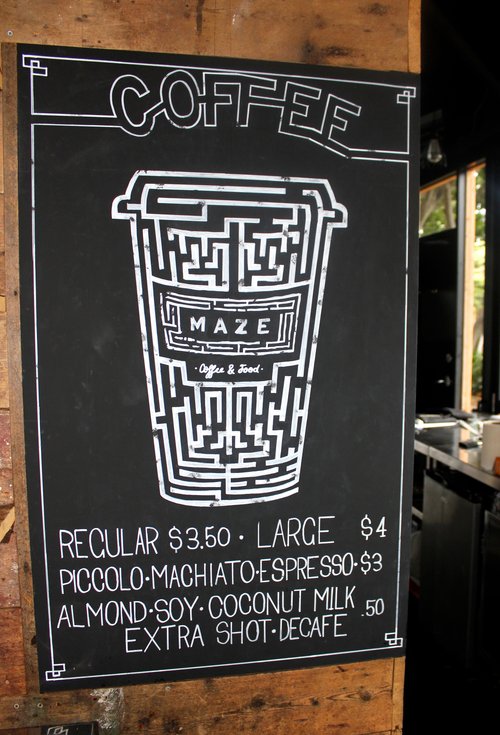 COFFEE
MAZE
· Coffee & Food ·
REGULAR $3.50 · LARGE $4
PICCOLO·MACHIATO·ESPRESSO·$3
ALMOND·SOY·COCONUT MILK .50
EXTRA SHOT·DECAFE